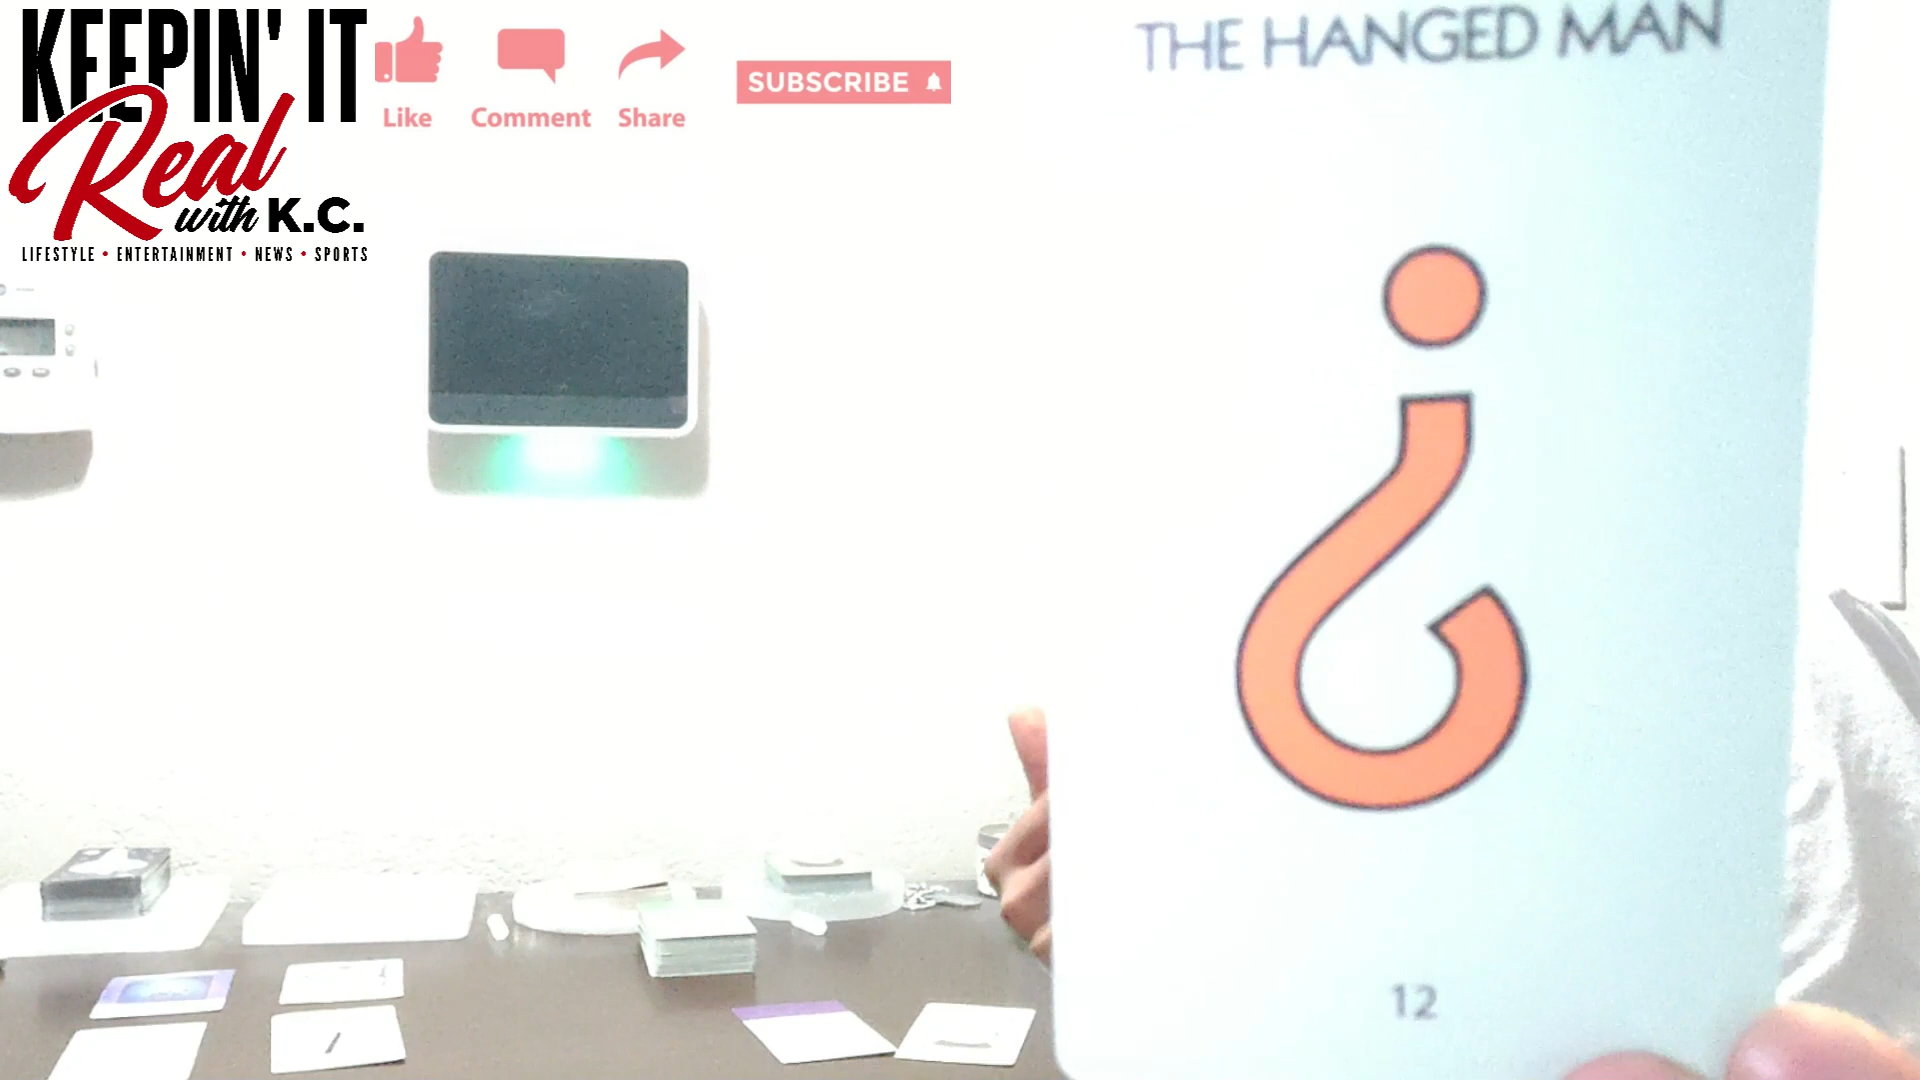 KEEPIN' IT
Real
with K.C.
LIFESTYLE • ENTERTAINMENT • NEWS • SPORTS
Like
Comment
Share
SUBSCRIBE
THE HANGED MAN
¿
12